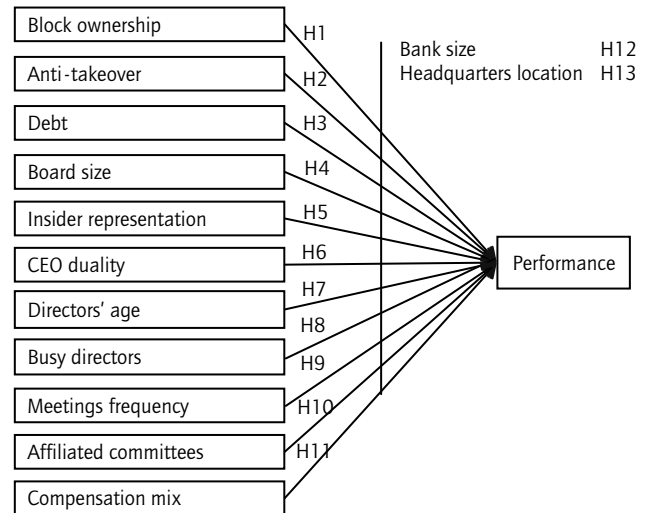 Block ownership
H1
Bank size H12
Headquarters location H13
Anti-takeover
H2
Debt
H3
Board size
H4
Insider representation
H5
CEO duality
H6
Performance
Directors' age
H7
H8
Busy directors
H9
Meetings frequency
H10
Affiliated committees
H11
Compensation mix